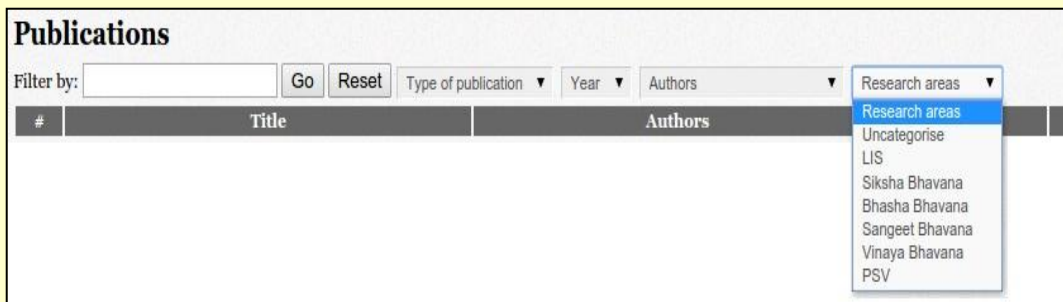 Publications
Filter by: Go Reset Type of publication ▼ Year ▼ Authors ▼ Research areas ▼
# Title Authors
Research areas
Uncategorise
LIS
Siksha Bhavana
Bhasha Bhavana
Sangeet Bhavana
Vinaya Bhavana
PSV